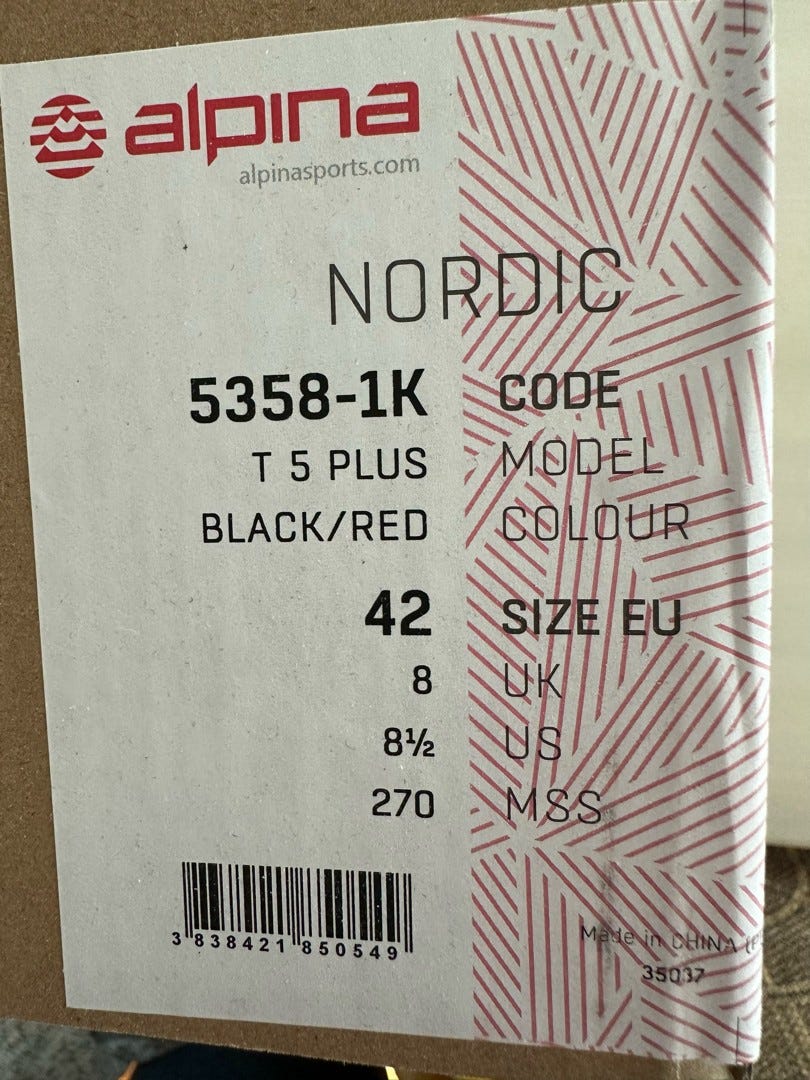 alpina
alpinasports.com
NORDIC
5358-1K CODE
T 5 PLUS MODEL
BLACK/RED COLOUR
42 SIZE EU
8 UK
8½ US
270 MSS
3 838421 850549
Made in CHINA
35037